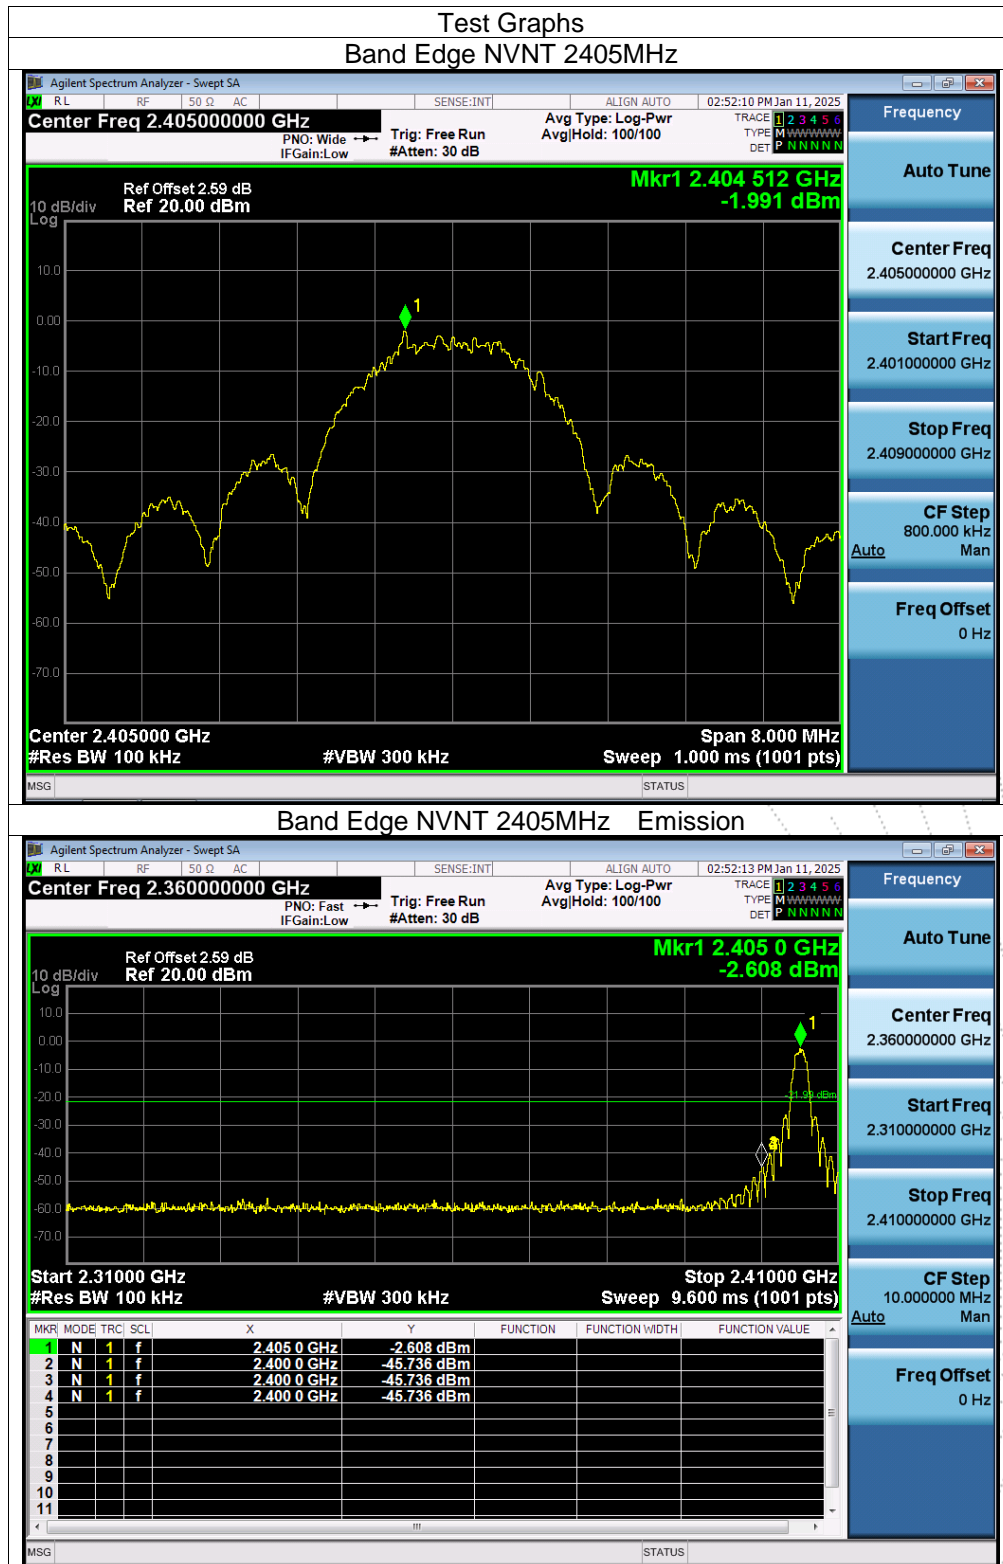 Test Graphs
Band Edge NVNT 2405MHz
Agilent Spectrum Analyzer - Swept SA
LXI RL RF 50 Ω AC SENSE:INT ALIGN AUTO 02:52:10 PM Jan 11, 2025
Center Freq 2.405000000 GHz
PNO: Wide
IFGain:Low
Trig: Free Run
#Atten: 30 dB
Avg Type: Log-Pwr
Avg|Hold: 100/100
TRACE 1 2 3 4 5 6
TYPE M WWWWW
DET P N N N N N
Frequency
Auto Tune
Center Freq
2.405000000 GHz
Start Freq
2.401000000 GHz
Stop Freq
2.409000000 GHz
CF Step
800.000 kHz
Auto Man
Freq Offset
0 Hz
Mkr1 2.404 512 GHz
-1.991 dBm
Ref Offset 2.59 dB
10 dB/div Ref 20.00 dBm
Log
10.0
0.00
-10.0
-20.0
-30.0
-40.0
-50.0
-60.0
-70.0
1
Center 2.405000 GHz Span 8.000 MHz
#Res BW 100 kHz #VBW 300 kHz Sweep 1.000 ms (1001 pts)
MSG STATUS
Band Edge NVNT 2405MHz Emission
Agilent Spectrum Analyzer - Swept SA
LXI RL RF 50 Ω AC SENSE:INT ALIGN AUTO 02:52:13 PM Jan 11, 2025
Center Freq 2.360000000 GHz
PNO: Fast
IFGain:Low
Trig: Free Run
#Atten: 30 dB
Avg Type: Log-Pwr
Avg|Hold: 100/100
TRACE 1 2 3 4 5 6
TYPE M WWWWW
DET P N N N N N
Frequency
Auto Tune
Center Freq
2.360000000 GHz
Start Freq
2.310000000 GHz
Stop Freq
2.410000000 GHz
CF Step
10.000000 MHz
Auto Man
Freq Offset
0 Hz
Mkr1 2.405 0 GHz
-2.608 dBm
Ref Offset 2.59 dB
10 dB/div Ref 20.00 dBm
Log
10.0
0.00
-10.0
-20.0
-30.0
-40.0
-50.0
-60.0
-70.0
1
-21.99 dBm
Start 2.31000 GHz Stop 2.41000 GHz
#Res BW 100 kHz #VBW 300 kHz Sweep 9.600 ms (1001 pts)
MKR MODE TRC SCL X Y FUNCTION FUNCTION WIDTH FUNCTION VALUE
1 N 1 f 2.405 0 GHz -2.608 dBm
2 N 1 f 2.400 0 GHz -45.736 dBm
3 N 1 f 2.400 0 GHz -45.736 dBm
4 N 1 f 2.400 0 GHz -45.736 dBm
5
6
7
8
9
10
11
MSG STATUS